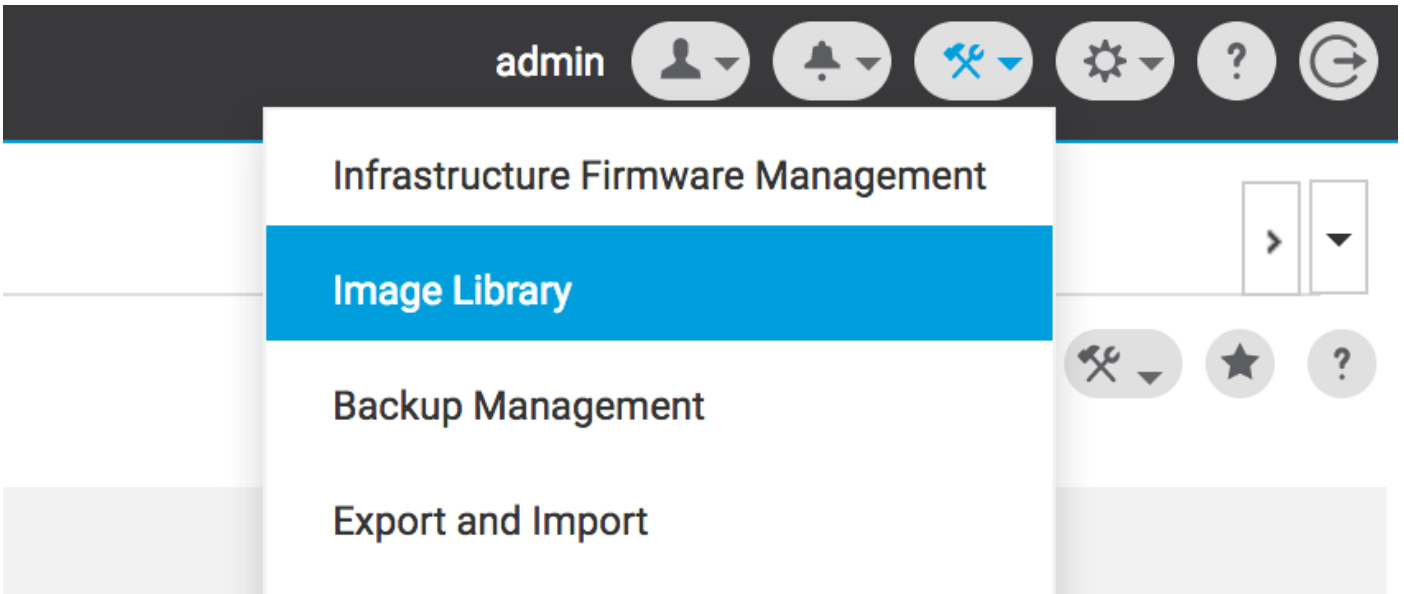 admin
?
Infrastructure Firmware Management
Image Library
?
Backup Management
Export and Import